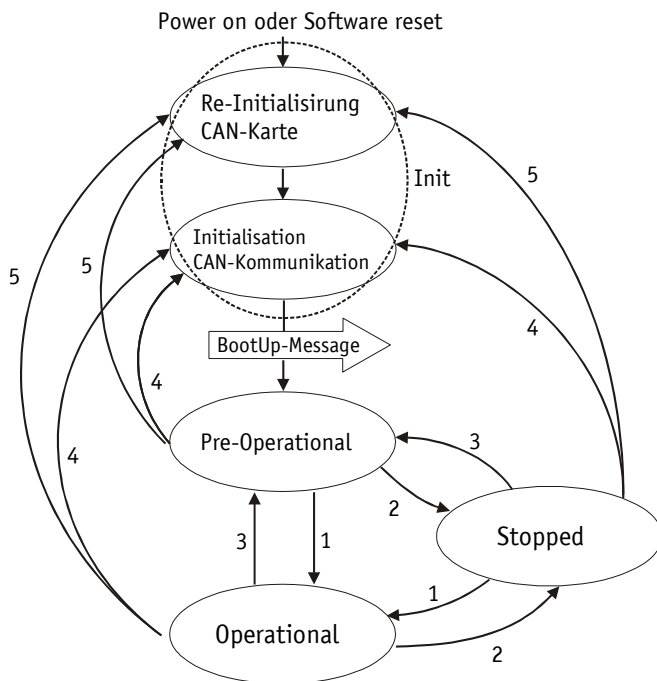 Power on oder Software reset
Re-Initialisirung
CAN-Karte
Init
5
Initialisation
CAN-Kommunikation
5
5
4
BootUp-Message
4
Pre-Operational
3
4
2
Stopped
3
1
1
Operational
2